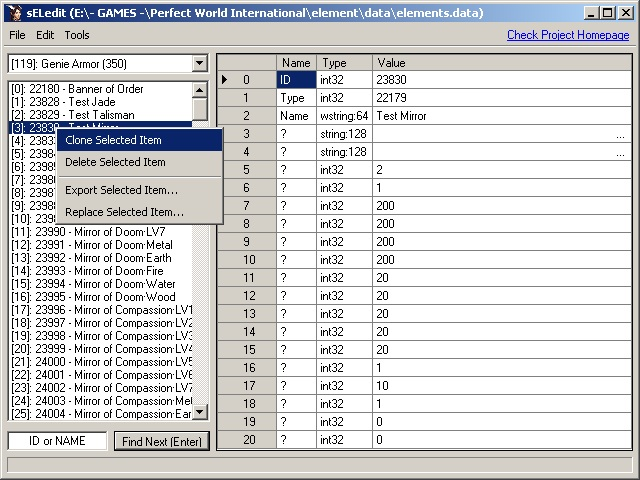 sELedit (E:\- GAMES -\Perfect World International\element\data\elements.data)
File Edit Tools Check Project Homepage
[119]: Genie Armor (350)
[0]: 22180 - Banner of Order
[1]: 23828 - Test Jade
[2]: 23829 - Test Talisman
[3]: 23830 - Test Mirror
[4]: 2383
[5]: 2398
[6]: 2398
[7]: 2398
[8]: 2398
[9]: 2398
[10]: 239
[11]: 23990 - Mirror of Doom·LV7
[12]: 23991 - Mirror of Doom·Metal
[13]: 23992 - Mirror of Doom·Earth
[14]: 23993 - Mirror of Doom·Fire
[15]: 23994 - Mirror of Doom·Water
[16]: 23995 - Mirror of Doom·Wood
[17]: 23996 - Mirror of Compassion·LV1
[18]: 23997 - Mirror of Compassion·LV2
[19]: 23998 - Mirror of Compassion·LV3
[20]: 23999 - Mirror of Compassion·LV4
[21]: 24000 - Mirror of Compassion·LV5
[22]: 24001 - Mirror of Compassion·LV6
[23]: 24002 - Mirror of Compassion·LV7
[24]: 24003 - Mirror of Compassion·Metal
[25]: 24004 - Mirror of Compassion·Ear
Clone Selected Item
Delete Selected Item
Export Selected Item...
Replace Selected Item...
ID or NAME
Find Next (Enter)
Name Type Value
0 ID int32 23830
1 Type int32 22179
2 Name wstring:64 Test Mirror
3 ? string:128 ...
4 ? string:128 ...
5 ? int32 2
6 ? int32 1
7 ? int32 200
8 ? int32 200
9 ? int32 200
10 ? int32 200
11 ? int32 20
12 ? int32 20
13 ? int32 20
14 ? int32 20
15 ? int32 20
16 ? int32 1
17 ? int32 10
18 ? int32 1
19 ? int32 0
20 ? int32 0